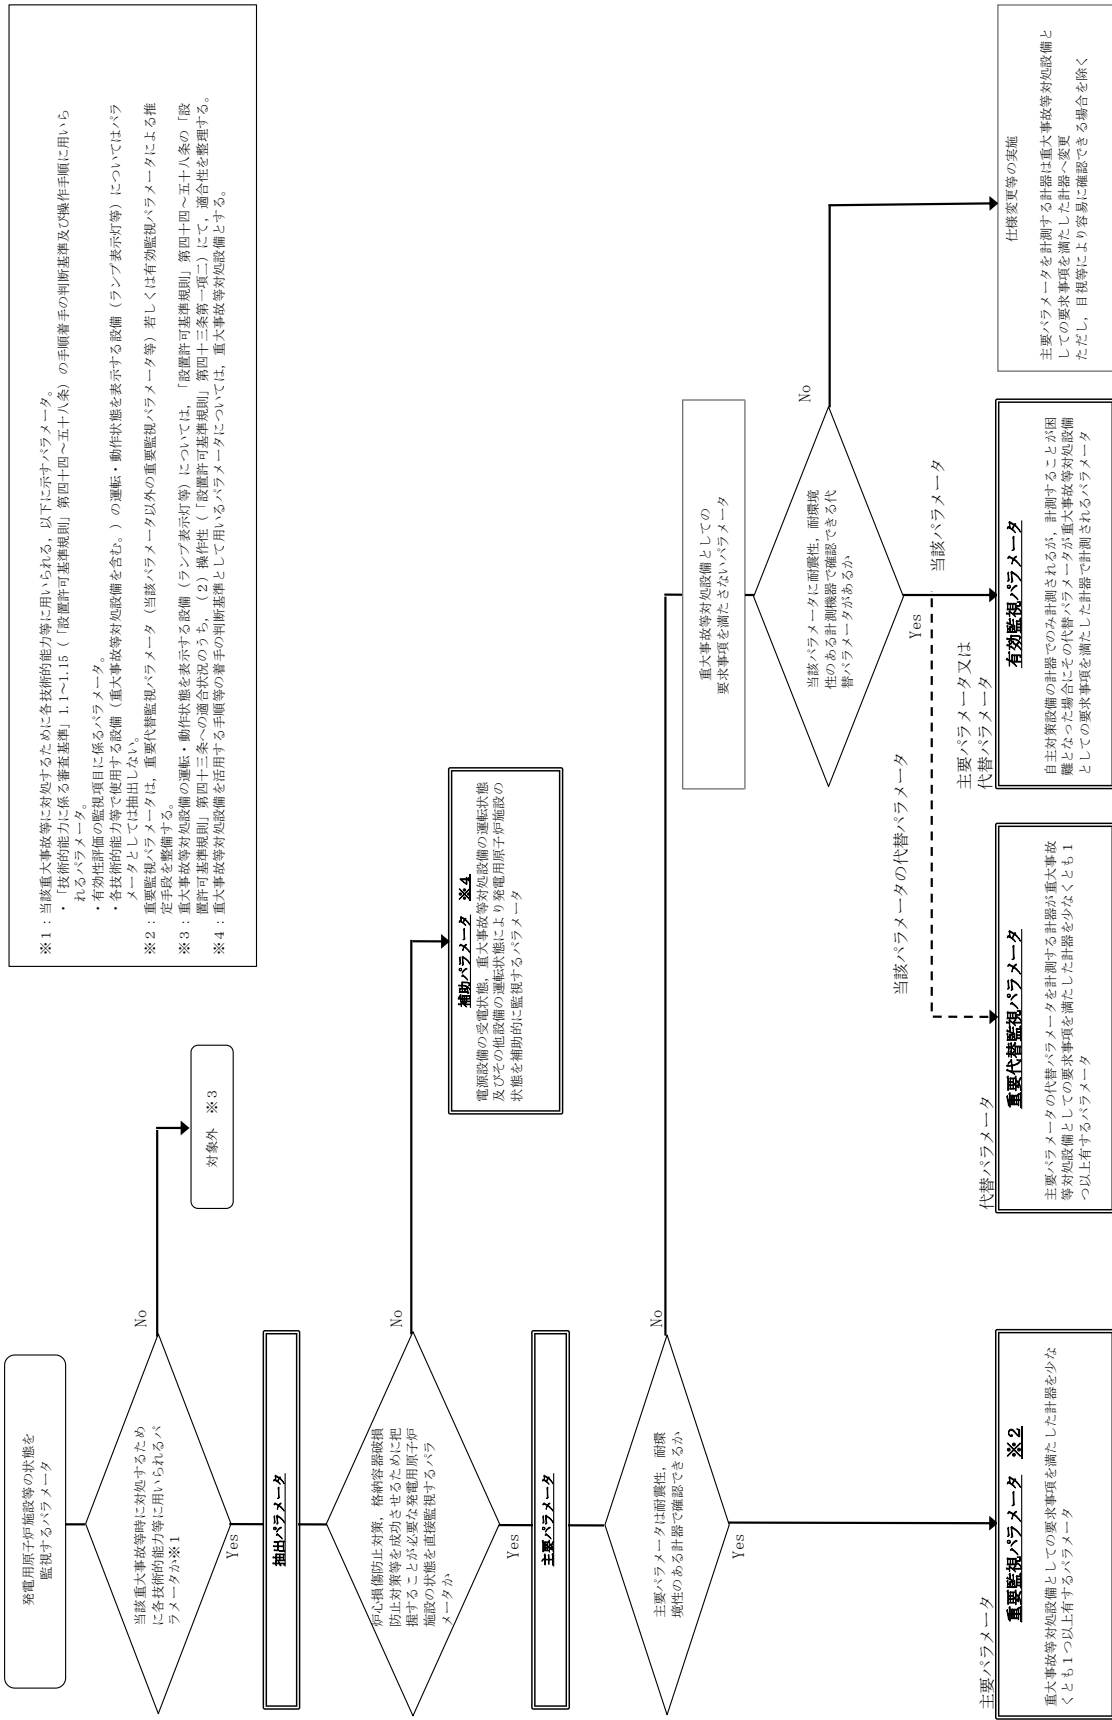 発電用原子炉施設等の状態を
監視するパラメータ
当該重大事故等時に対処するため
に各技術的能力等に用いられるパ
ラメータか※1
No
Yes
対象外　※3
抽出パラメータ
炉心損傷防止対策，格納容器破損
防止対策等を成功させるために把
握することが必要な発電用原子炉
施設の状態を直接監視するパラ
メータか
No
Yes
補助パラメータ　※4
電源設備の受電状態，重大事故等対処設備の運転状態
及びその他設備の運転状態により発電用原子炉施設の
状態を補助的に監視するパラメータ
主要パラメータ
主要パラメータは耐震性，耐環
境性のある計器で確認できるか
No
Yes
重大事故等対処設備としての
要求事項を満たさないパラメータ
当該パラメータに耐震性，耐環境
性のある計測機器で確認できる代
替パラメータがあるか
No
Yes
当該パラメータ
当該パラメータの代替パラメータ
主要パラメータ又は
代替パラメータ
代替パラメータ
主要パラメータ
重要監視パラメータ　※2
重大事故等対処設備としての要求事項を満たした計器を少な
くとも1つ以上有するパラメータ
重要代替監視パラメータ
主要パラメータの代替パラメータを計測する計器が重大事故
等対処設備としての要求事項を満たした計器を少なくとも1
つ以上有するパラメータ
有効監視パラメータ
自主対策設備の計器でのみ計測されるが，計測することが困
難となった場合にその代替パラメータが重大事故等対処設備
としての要求事項を満たした計器で計測されるパラメータ
仕様変更等の実施
主要パラメータを計測する計器は重大事故等対処設備と
しての要求事項を満たした計器へ変更
ただし，目視等により容易に確認できる場合を除く
※1：当該重大事故等に対処するために各技術的能力等に用いられる，以下に示すパラメータ。
・「技術的能力に係る審査基準」1.1～1.15（「設置許可基準規則」第四十四～五十八条）の手順着手の判断基準及び操作手順に用いら
れるパラメータ。
・有効性評価の監視項目に係るパラメータ。
・各技術的能力等で使用する設備（重大事故等対処設備を含む。）の運転・動作状態を表示する設備（ランプ表示灯等）についてはパラ
メータとしては抽出しない。
※2：重要監視パラメータは，重要代替監視パラメータ（当該パラメータ以外の重要監視パラメータ等）若しくは有効監視パラメータによる推
定手段を整備する。
※3：重大事故等対処設備の運転・動作状態を表示する設備（ランプ表示灯等）については，「設置許可基準規則」第四十四～五十八条の「設
置許可基準規則」第四十三条への適合状況のうち，（2）操作性（「設置許可基準規則」第四十三条第一項二）にて，適合性を整理する。
※4：重大事故等対処設備を活用する手順等の着手の判断基準として用いるパラメータについては，重大事故等対処設備とする。